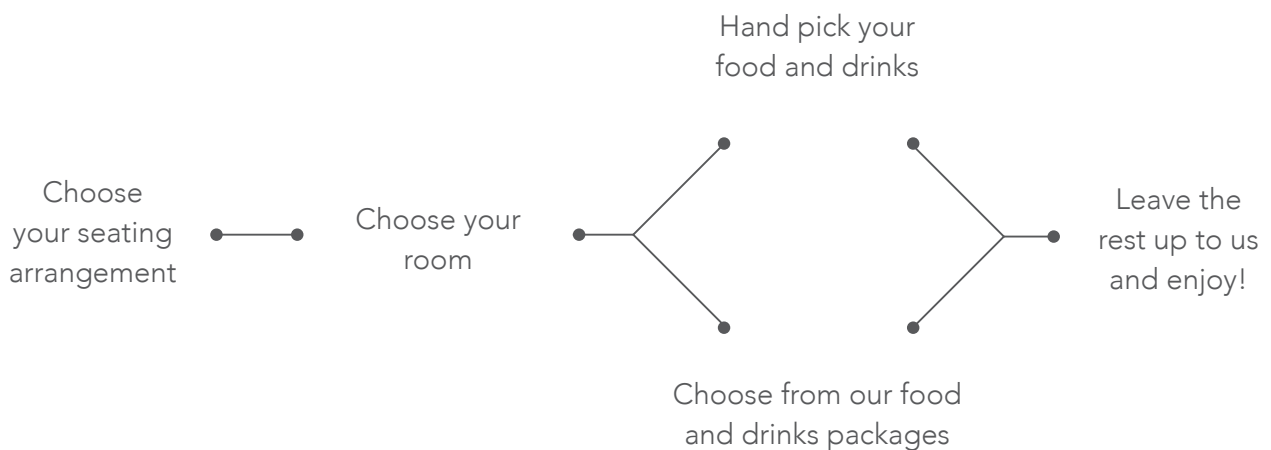 Choose
your seating
arrangement
Choose your
room
Hand pick your
food and drinks
Choose from our food
and drinks packages
Leave the
rest up to us
and enjoy!